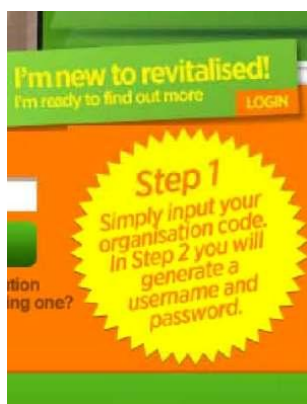 I'm new to revitalised!
I'm ready to find out more
LOGIN
Step 1
Simply input your
organisation code.
In Step 2 you will
generate a
username and
password.
ing one?